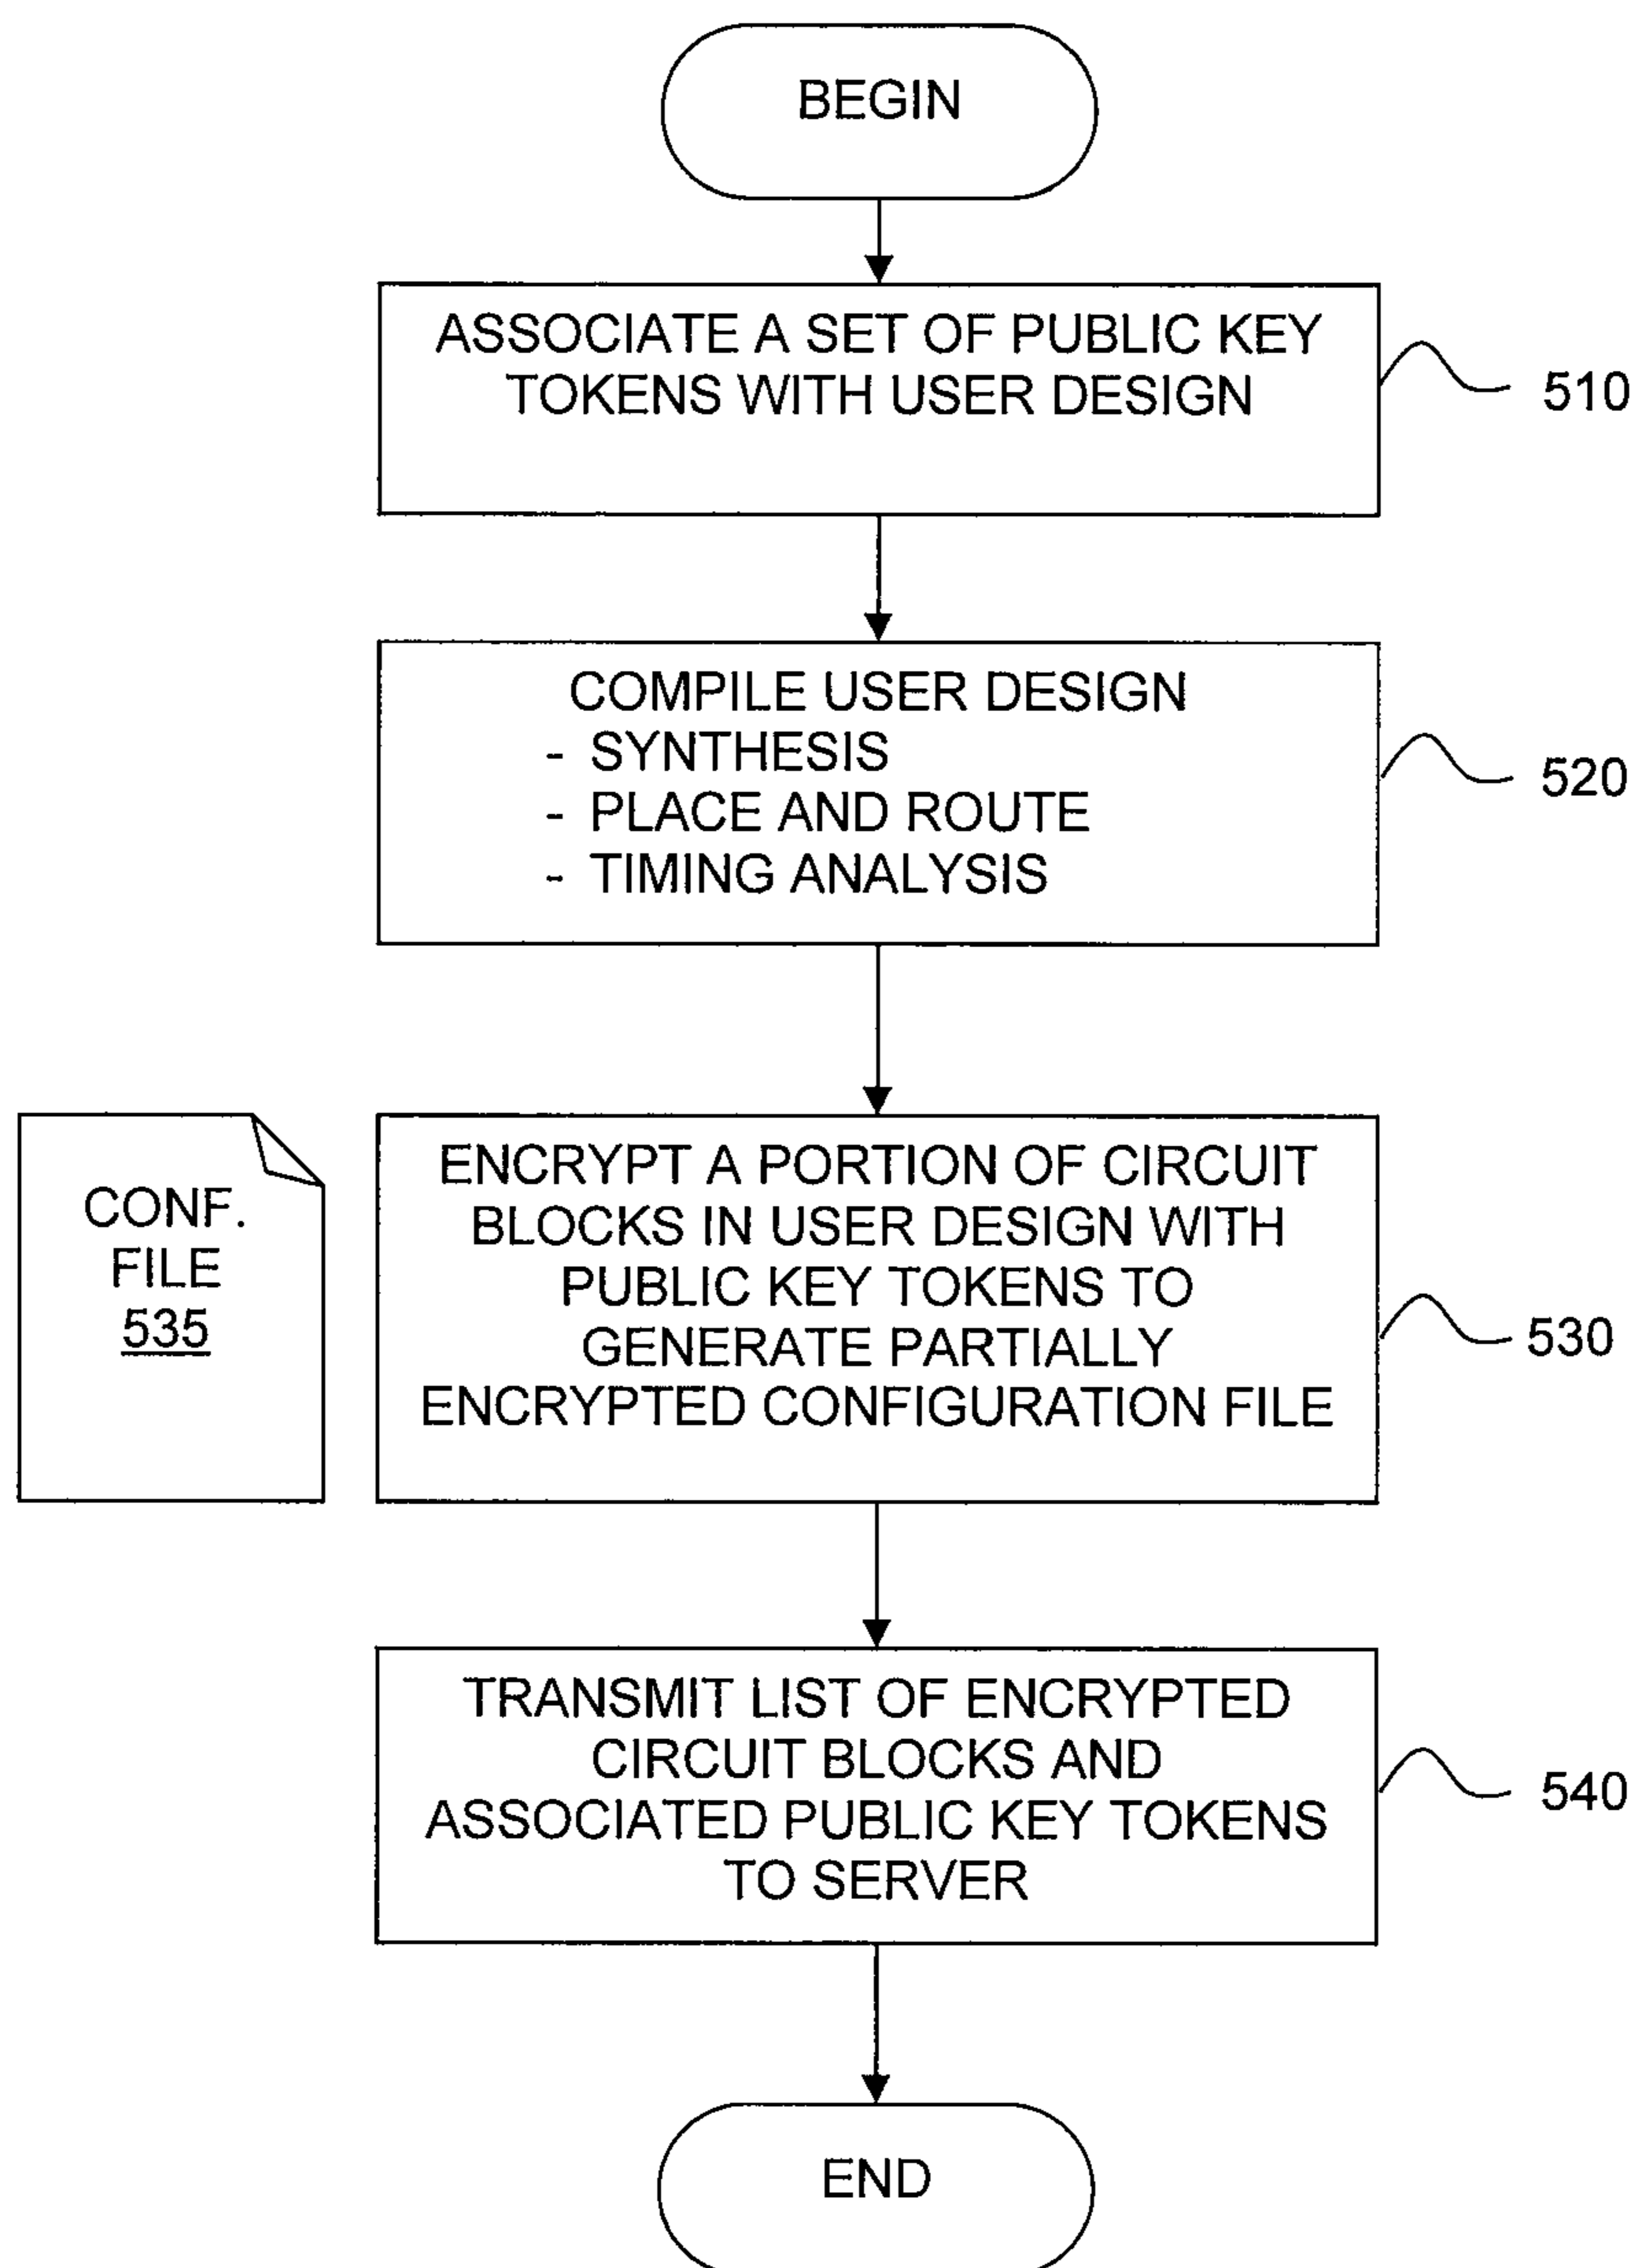 BEGIN
ASSOCIATE A SET OF PUBLIC KEY
TOKENS WITH USER DESIGN
510
COMPILE USER DESIGN
- SYNTHESIS
- PLACE AND ROUTE
- TIMING ANALYSIS
520
CONF.
FILE
535
ENCRYPT A PORTION OF CIRCUIT
BLOCKS IN USER DESIGN WITH
PUBLIC KEY TOKENS TO
GENERATE PARTIALLY
ENCRYPTED CONFIGURATION FILE
530
TRANSMIT LIST OF ENCRYPTED
CIRCUIT BLOCKS AND
ASSOCIATED PUBLIC KEY TOKENS
TO SERVER
540
END